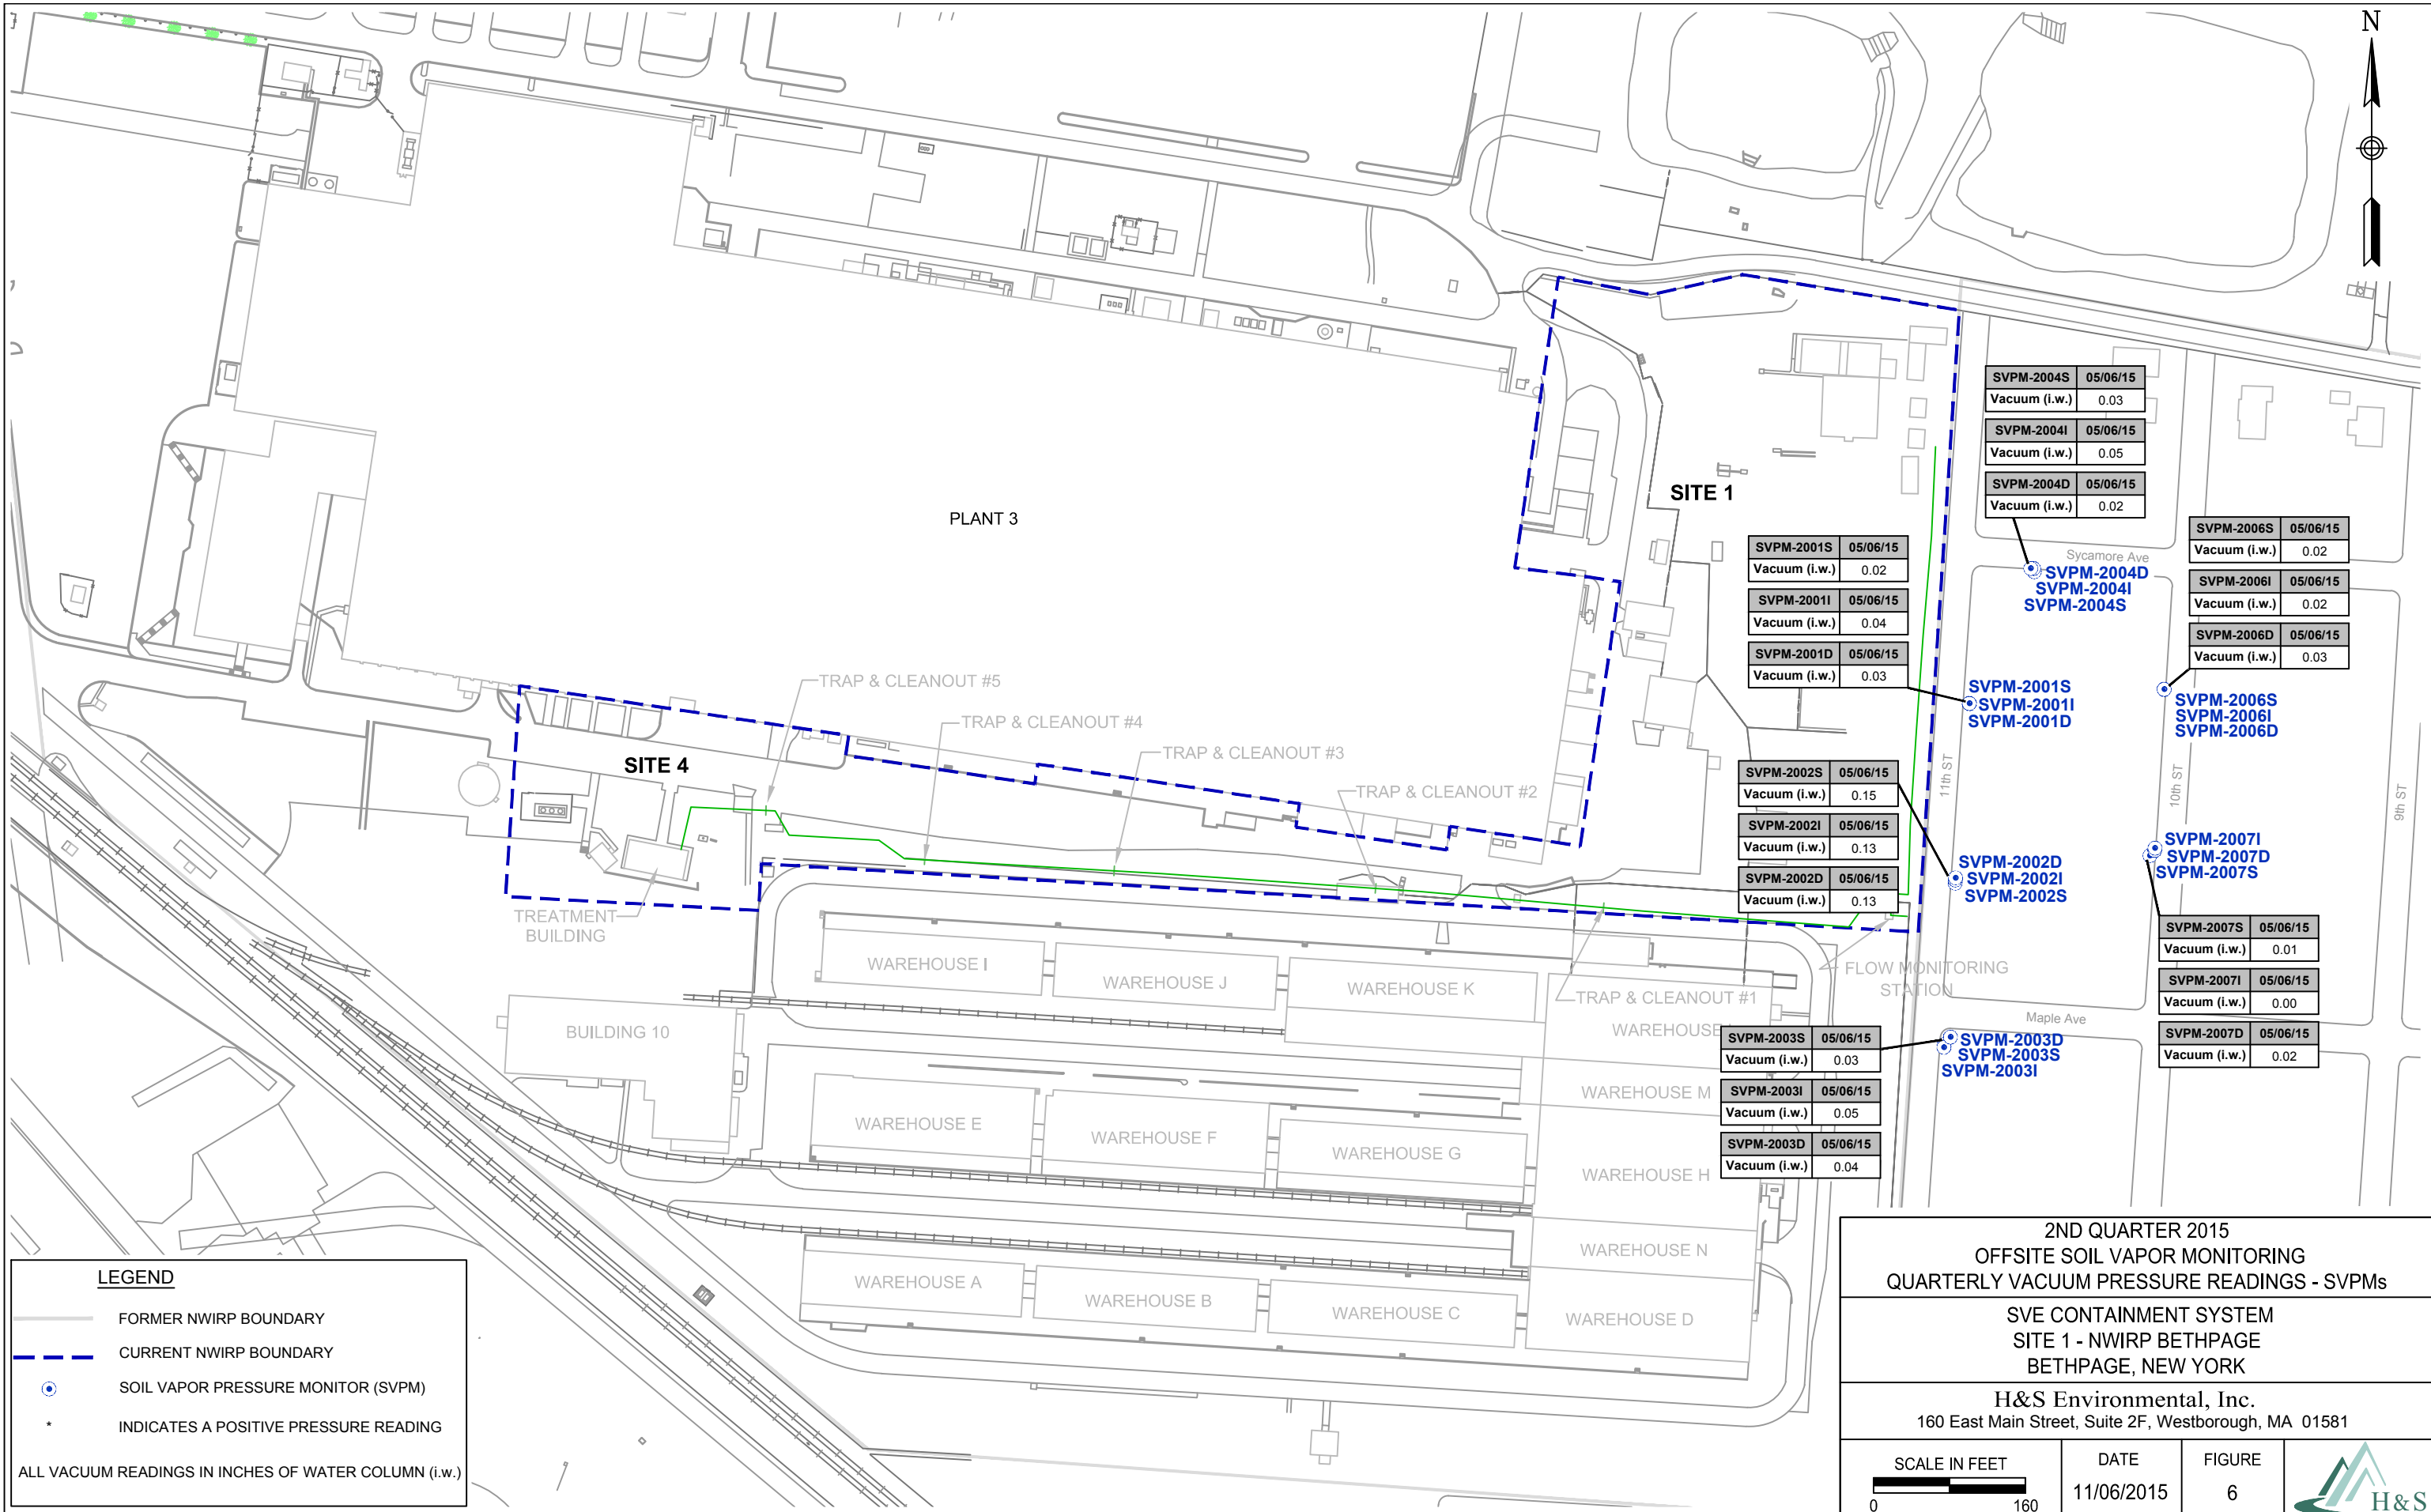 N
SVPM-2004S 05/06/15
Vacuum (i.w.) 0.03
SVPM-2004I 05/06/15
Vacuum (i.w.) 0.05
SVPM-2004D 05/06/15
Vacuum (i.w.) 0.02
SITE 1
PLANT 3
SVPM-2006S 05/06/15
Vacuum (i.w.) 0.02
SVPM-2006I 05/06/15
Vacuum (i.w.) 0.02
SVPM-2006D 05/06/15
Vacuum (i.w.) 0.03
SVPM-2001S 05/06/15
Vacuum (i.w.) 0.02
SVPM-2001I 05/06/15
Vacuum (i.w.) 0.04
SVPM-2001D 05/06/15
Vacuum (i.w.) 0.03
Sycamore Ave
SVPM-2004D
SVPM-2004I
SVPM-2004S
SVPM-2001S
SVPM-2001I
SVPM-2001D
SVPM-2006S
SVPM-2006I
SVPM-2006D
TRAP & CLEANOUT #5
TRAP & CLEANOUT #4
TRAP & CLEANOUT #3
TRAP & CLEANOUT #2
SITE 4
11th ST
10th ST
9th ST
SVPM-2002S 05/06/15
Vacuum (i.w.) 0.15
SVPM-2002I 05/06/15
Vacuum (i.w.) 0.13
SVPM-2002D 05/06/15
Vacuum (i.w.) 0.13
SVPM-2002D
SVPM-2002I
SVPM-2002S
SVPM-2007I
SVPM-2007D
SVPM-2007S
SVPM-2007S 05/06/15
Vacuum (i.w.) 0.01
SVPM-2007I 05/06/15
Vacuum (i.w.) 0.00
SVPM-2007D 05/06/15
Vacuum (i.w.) 0.02
TREATMENT
BUILDING
WAREHOUSE I
WAREHOUSE J
WAREHOUSE K
TRAP & CLEANOUT #1
FLOW MONITORING
STATION
Maple Ave
BUILDING 10
WAREHOUSE
SVPM-2003S 05/06/15
Vacuum (i.w.) 0.03
SVPM-2003I 05/06/15
Vacuum (i.w.) 0.05
SVPM-2003D 05/06/15
Vacuum (i.w.) 0.04
SVPM-2003D
SVPM-2003S
SVPM-2003I
WAREHOUSE M
WAREHOUSE E
WAREHOUSE F
WAREHOUSE G
WAREHOUSE H
WAREHOUSE N
WAREHOUSE A
WAREHOUSE B
WAREHOUSE C
WAREHOUSE D
LEGEND
FORMER NWIRP BOUNDARY
CURRENT NWIRP BOUNDARY
SOIL VAPOR PRESSURE MONITOR (SVPM)
* INDICATES A POSITIVE PRESSURE READING
ALL VACUUM READINGS IN INCHES OF WATER COLUMN (i.w.)
2ND QUARTER 2015
OFFSITE SOIL VAPOR MONITORING
QUARTERLY VACUUM PRESSURE READINGS - SVPMs
SVE CONTAINMENT SYSTEM
SITE 1 - NWIRP BETHPAGE
BETHPAGE, NEW YORK
H&S Environmental, Inc.
160 East Main Street, Suite 2F, Westborough, MA 01581
SCALE IN FEET
0 160
DATE
11/06/2015
FIGURE
6
H&S